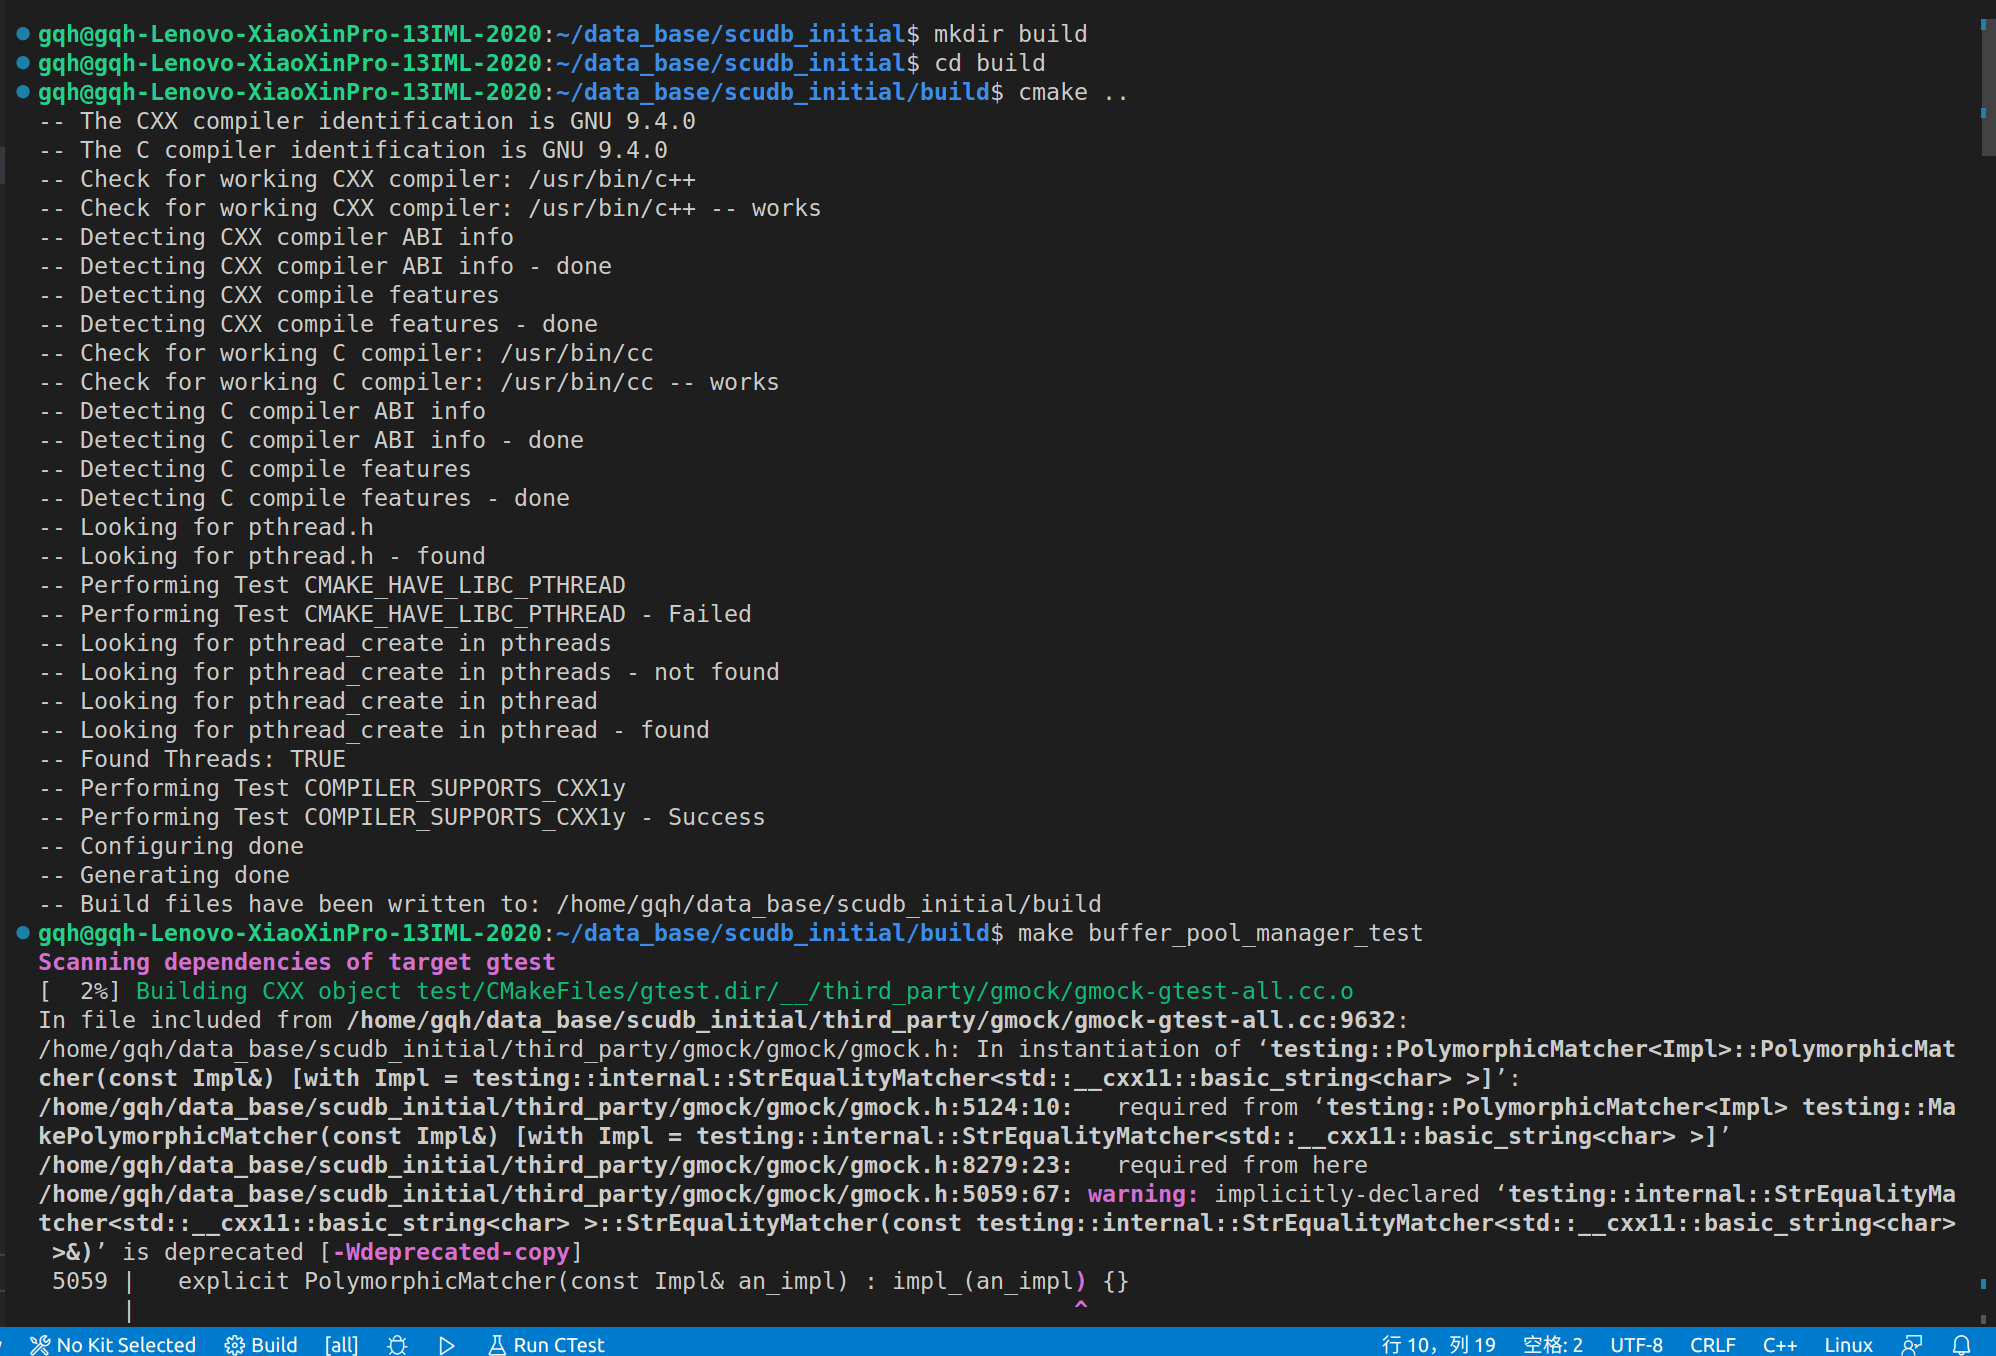 gqh@gqh-Lenovo-XiaoXinPro-13IML-2020:~/data_base/scudb_initial$ mkdir build
gqh@gqh-Lenovo-XiaoXinPro-13IML-2020:~/data_base/scudb_initial$ cd build
gqh@gqh-Lenovo-XiaoXinPro-13IML-2020:~/data_base/scudb_initial/build$ cmake ..
-- The CXX compiler identification is GNU 9.4.0
-- The C compiler identification is GNU 9.4.0
-- Check for working CXX compiler: /usr/bin/c++
-- Check for working CXX compiler: /usr/bin/c++ -- works
-- Detecting CXX compiler ABI info
-- Detecting CXX compiler ABI info - done
-- Detecting CXX compile features
-- Detecting CXX compile features - done
-- Check for working C compiler: /usr/bin/cc
-- Check for working C compiler: /usr/bin/cc -- works
-- Detecting C compiler ABI info
-- Detecting C compiler ABI info - done
-- Detecting C compile features
-- Detecting C compile features - done
-- Looking for pthread.h
-- Looking for pthread.h - found
-- Performing Test CMAKE_HAVE_LIBC_PTHREAD
-- Performing Test CMAKE_HAVE_LIBC_PTHREAD - Failed
-- Looking for pthread_create in pthreads
-- Looking for pthread_create in pthreads - not found
-- Looking for pthread_create in pthread
-- Looking for pthread_create in pthread - found
-- Found Threads: TRUE
-- Performing Test COMPILER_SUPPORTS_CXX1y
-- Performing Test COMPILER_SUPPORTS_CXX1y - Success
-- Configuring done
-- Generating done
-- Build files have been written to: /home/gqh/data_base/scudb_initial/build
gqh@gqh-Lenovo-XiaoXinPro-13IML-2020:~/data_base/scudb_initial/build$ make buffer_pool_manager_test
Scanning dependencies of target gtest
[  2%] Building CXX object test/CMakeFiles/gtest.dir/__/third_party/gmock/gmock-gtest-all.cc.o
In file included from /home/gqh/data_base/scudb_initial/third_party/gmock/gmock-gtest-all.cc:9632:
/home/gqh/data_base/scudb_initial/third_party/gmock/gmock/gmock.h: In instantiation of ‘testing::PolymorphicMatcher<Impl>::PolymorphicMat
cher(const Impl&) [with Impl = testing::internal::StrEqualityMatcher<std::__cxx11::basic_string<char> >]’:
/home/gqh/data_base/scudb_initial/third_party/gmock/gmock/gmock.h:5124:10:   required from ‘testing::PolymorphicMatcher<Impl> testing::Ma
kePolymorphicMatcher(const Impl&) [with Impl = testing::internal::StrEqualityMatcher<std::__cxx11::basic_string<char> >]’
/home/gqh/data_base/scudb_initial/third_party/gmock/gmock/gmock.h:8279:23:   required from here
/home/gqh/data_base/scudb_initial/third_party/gmock/gmock/gmock.h:5059:67: warning: implicitly-declared ‘testing::internal::StrEqualityMa
tcher<std::__cxx11::basic_string<char> >::StrEqualityMatcher(const testing::internal::StrEqualityMatcher<std::__cxx11::basic_string<char>
 >&)’ is deprecated [-Wdeprecated-copy]
 5059 |   explicit PolymorphicMatcher(const Impl& an_impl) : impl_(an_impl) {}
      |                                                                   ^
No Kit Selected Build [all] Run CTest 行 10，列 19 空格: 2 UTF-8 CRLF C++ Linux